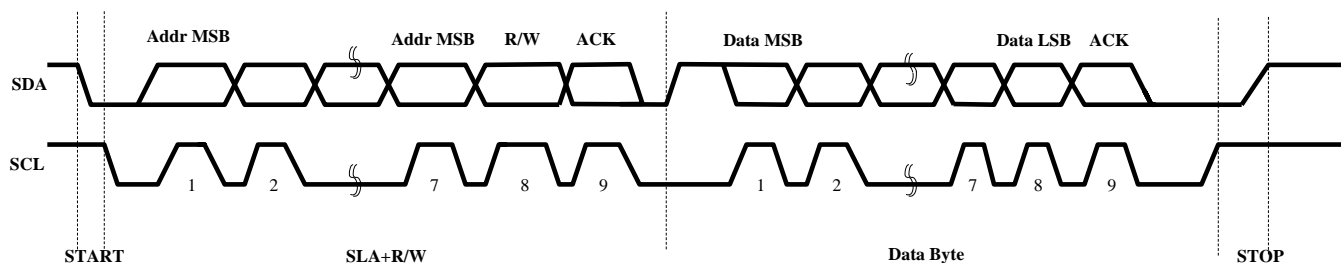 Addr MSB Addr MSB R/W ACK Data MSB Data LSB ACK
SDA
SCL
1 2 7 8 9 1 2 7 8 9
START SLA+R/W Data Byte STOP